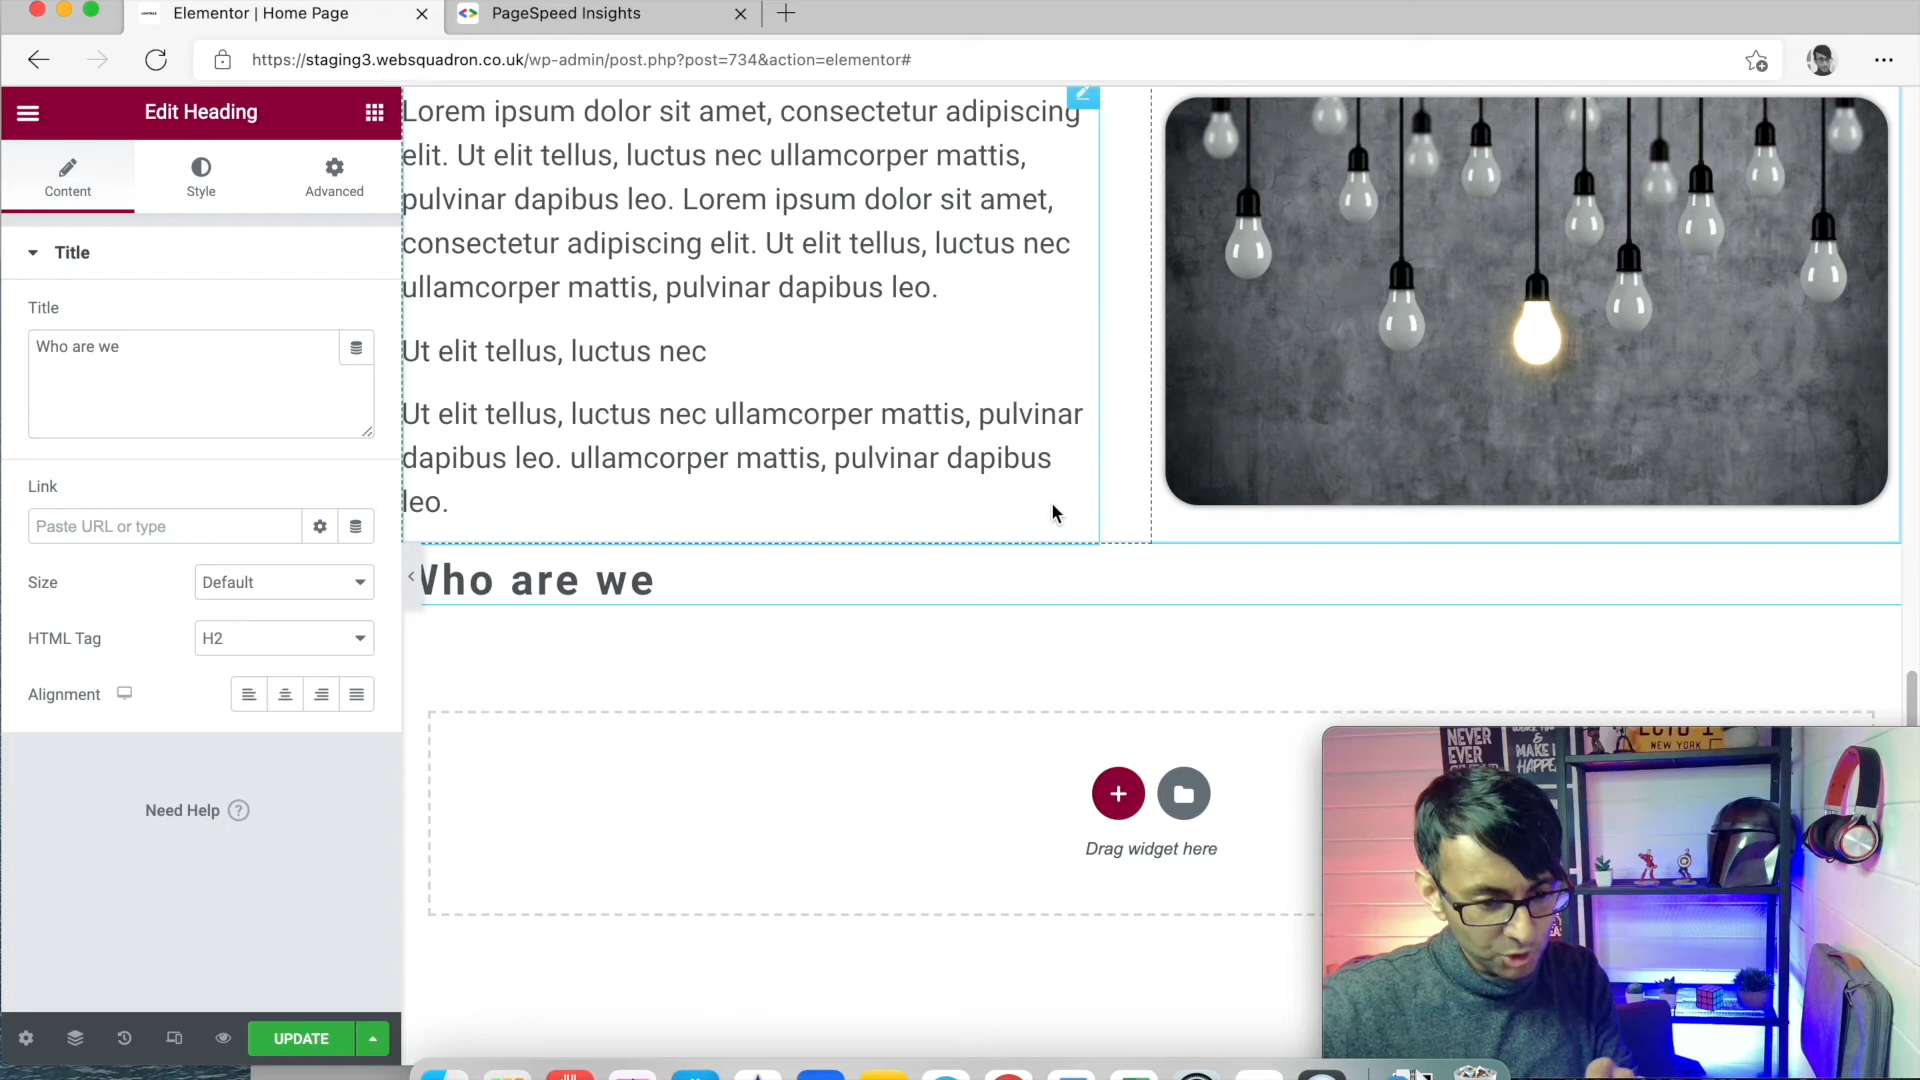 Elementor | Home Page
PageSpeed Insights
https://staging3.websquadron.co.uk/wp-admin/post.php?post=734&action=elementor#
Edit Heading
Content
Style
Advanced
Title
Title
Who are we
Link
Paste URL or type
Size
Default
HTML Tag
H2
Alignment
Need Help ?
UPDATE
Lorem ipsum dolor sit amet, consectetur adipiscing
elit. Ut elit tellus, luctus nec ullamcorper mattis,
pulvinar dapibus leo. Lorem ipsum dolor sit amet,
consectetur adipiscing elit. Ut elit tellus, luctus nec
ullamcorper mattis, pulvinar dapibus leo.
Ut elit tellus, luctus nec
Ut elit tellus, luctus nec ullamcorper mattis, pulvinar
dapibus leo. ullamcorper mattis, pulvinar dapibus
leo.
Who are we
Drag widget here
NEVER
EVER
&
MAKE I
HAPPE
NEW YORK